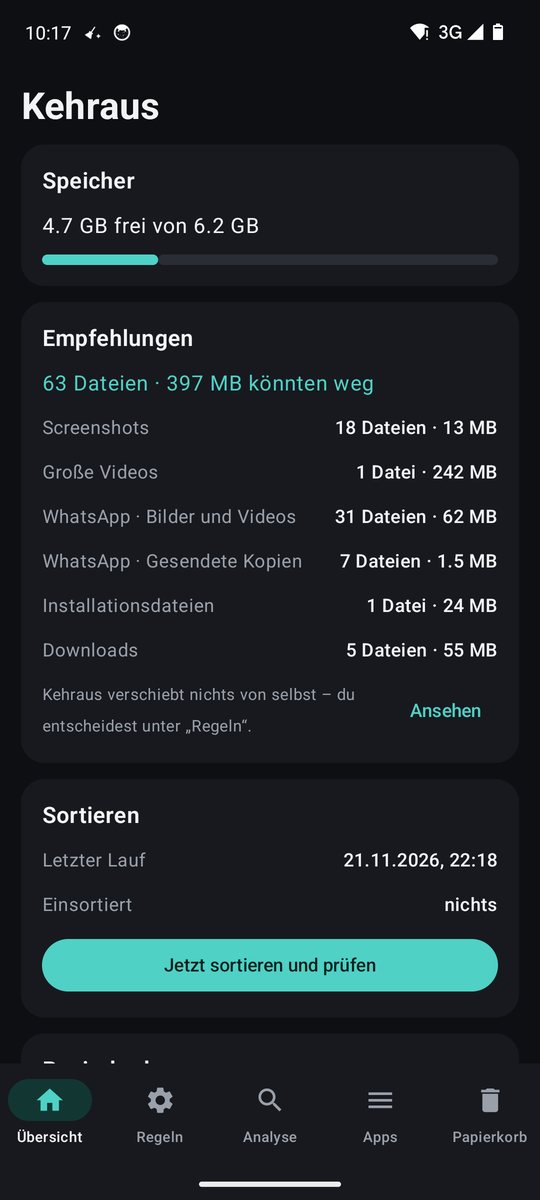 10:17
3G
Kehraus
Speicher
4.7 GB frei von 6.2 GB
Empfehlungen
63 Dateien · 397 MB könnten weg
Screenshots 18 Dateien · 13 MB
Große Videos 1 Datei · 242 MB
WhatsApp · Bilder und Videos 31 Dateien · 62 MB
WhatsApp · Gesendete Kopien 7 Dateien · 1.5 MB
Installationsdateien 1 Datei · 24 MB
Downloads 5 Dateien · 55 MB
Kehraus verschiebt nichts von selbst – du
entscheidest unter „Regeln“.
Ansehen
Sortieren
Letzter Lauf 21.11.2026, 22:18
Einsortiert nichts
Jetzt sortieren und prüfen
Übersicht Regeln Analyse Apps Papierkorb